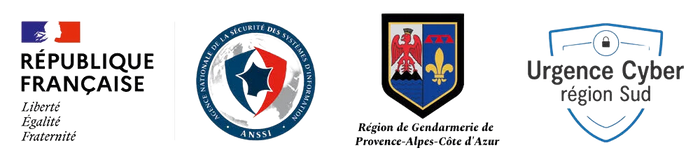 RÉPUBLIQUE
FRANÇAISE
Liberté
Égalité
Fraternité
AGENCE NATIONALE DE LA SÉCURITÉ DES SYSTÈMES D'INFORMATION
ANSSI
Région de Gendarmerie de
Provence-Alpes-Côte d'Azur
Urgence Cyber
région Sud